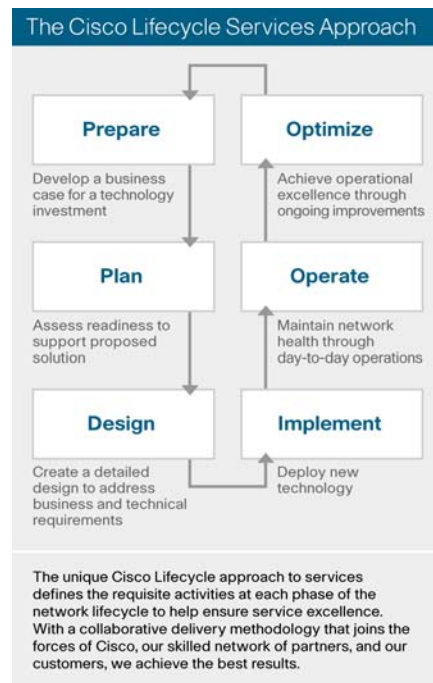 The Cisco Lifecycle Services Approach
Prepare
Develop a business
case for a technology
investment
Plan
Assess readiness to
support proposed
solution
Design
Create a detailed
design to address
business and technical
requirements
Implement
Deploy new
technology
Operate
Maintain network
health through
day-to-day operations
Optimize
Achieve operational
excellence through
ongoing improvements
The unique Cisco Lifecycle approach to services
defines the requisite activities at each phase of the
network lifecycle to help ensure service excellence.
With a collaborative delivery methodology that joins the
forces of Cisco, our skilled network of partners, and our
customers, we achieve the best results.